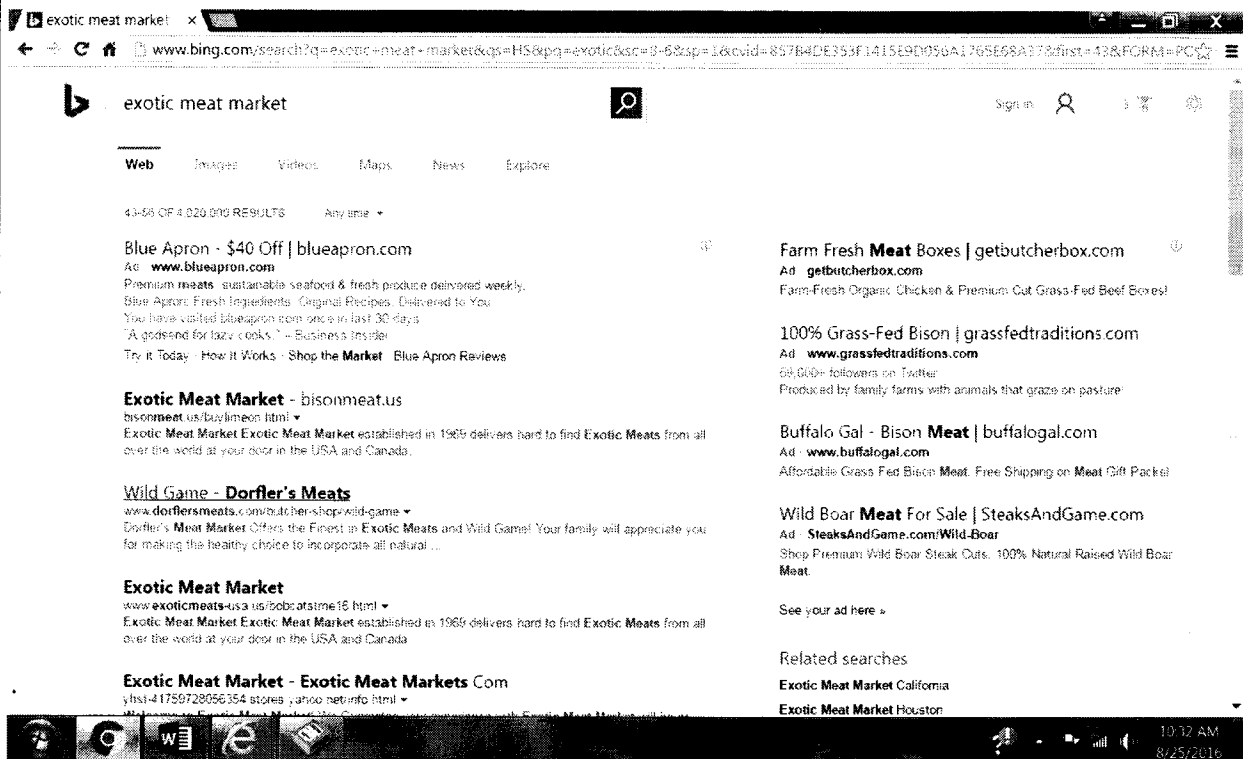 exotic meat market
www.bing.com/search?q=exotic+meat+market&qs=HS&pq=exotic&sc=8-6&sp=1&cvid=
exotic meat market
Sign in
Web Images Videos Maps News Explore
OF 4,020,000 RESULTS Any time
Blue Apron - $40 Off | blueapron.com
Ad · www.blueapron.com
Premium meats, sustainable seafood & fresh produce delivered weekly.
Blue Apron: Fresh Ingredients, Original Recipes, Delivered to You
You have visited blueapron.com once in last 30 days
"A godsend for lazy cooks." – Business Insider
Try it Today · How it Works · Shop the Market · Blue Apron Reviews
Exotic Meat Market - bisonmeat.us
bisonmeat.us/buylimeon.html
Exotic Meat Market Exotic Meat Market established in 1969 delivers hard to find Exotic Meats from all
over the world at your door in the USA and Canada.
Wild Game - Dorfler's Meats
www.dorflersmeats.com/butcher-shop/wild-game
Dorfler's Meat Market Offers the Finest in Exotic Meats and Wild Game! Your family will appreciate you
for making the healthy choice to incorporate all natural ...
Exotic Meat Market
www.exoticmeats-usa.us/bobcatstme16.html
Exotic Meat Market Exotic Meat Market established in 1969 delivers hard to find Exotic Meats from all
over the world at your door in the USA and Canada
Exotic Meat Market - Exotic Meat Markets Com
yhst-41759728056354.stores.yahoo.net/info.html
Farm Fresh Meat Boxes | getbutcherbox.com
Ad · getbutcherbox.com
Farm-Fresh Organic Chicken & Premium Cut Grass-Fed Beef Boxes!
100% Grass-Fed Bison | grassfedtraditions.com
Ad · www.grassfedtraditions.com
followers on Twitter
Produced by family farms with animals that graze on pasture
Buffalo Gal - Bison Meat | buffalogal.com
Ad · www.buffalogal.com
Affordable Grass Fed Bison Meat. Free Shipping on Meat Gift Packs!
Wild Boar Meat For Sale | SteaksAndGame.com
Ad · SteaksAndGame.com/Wild-Boar
Shop Premium Wild Boar Steak Cuts. 100% Natural Raised Wild Boar
Meat.
See your ad here »
Related searches
Exotic Meat Market California
Exotic Meat Market Houston
10:32 AM
8/25/2016